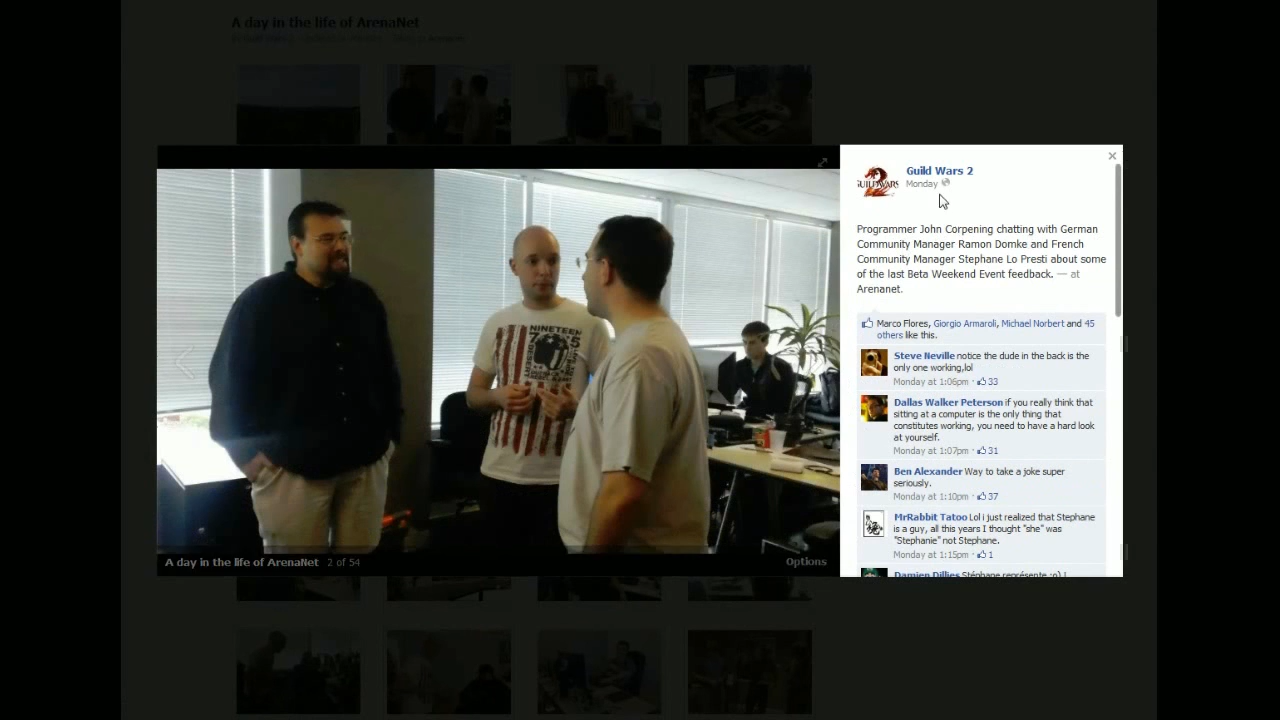 A day in the life of ArenaNet
Guild Wars 2
Monday
Programmer John Corpening chatting with German
Community Manager Ramon Domke and French
Community Manager Stephane Lo Presti about some
of the last Beta Weekend Event feedback. — at
Arenanet.
Marco Flores, Giorgio Armaroli, Michael Norbert and 45
others like this.
Steve Neville notice the dude in the back is the
only one working,lol
Monday at 1:06pm · 33
Dallas Walker Peterson if you really think that
sitting at a computer is the only thing that
constitutes working, you need to have a hard look
at yourself.
Monday at 1:07pm · 31
Ben Alexander Way to take a joke super
seriously.
Monday at 1:10pm · 37
MrRabbit Tatoo Lol i just realized that Stephane
is a guy, all this years I thought "she" was
"Stephanie" not Stephane.
Monday at 1:15pm · 1
Damien Dillies Stéphane représente :o) !
NINETEEN
75
A day in the life of ArenaNet 2 of 54
Options